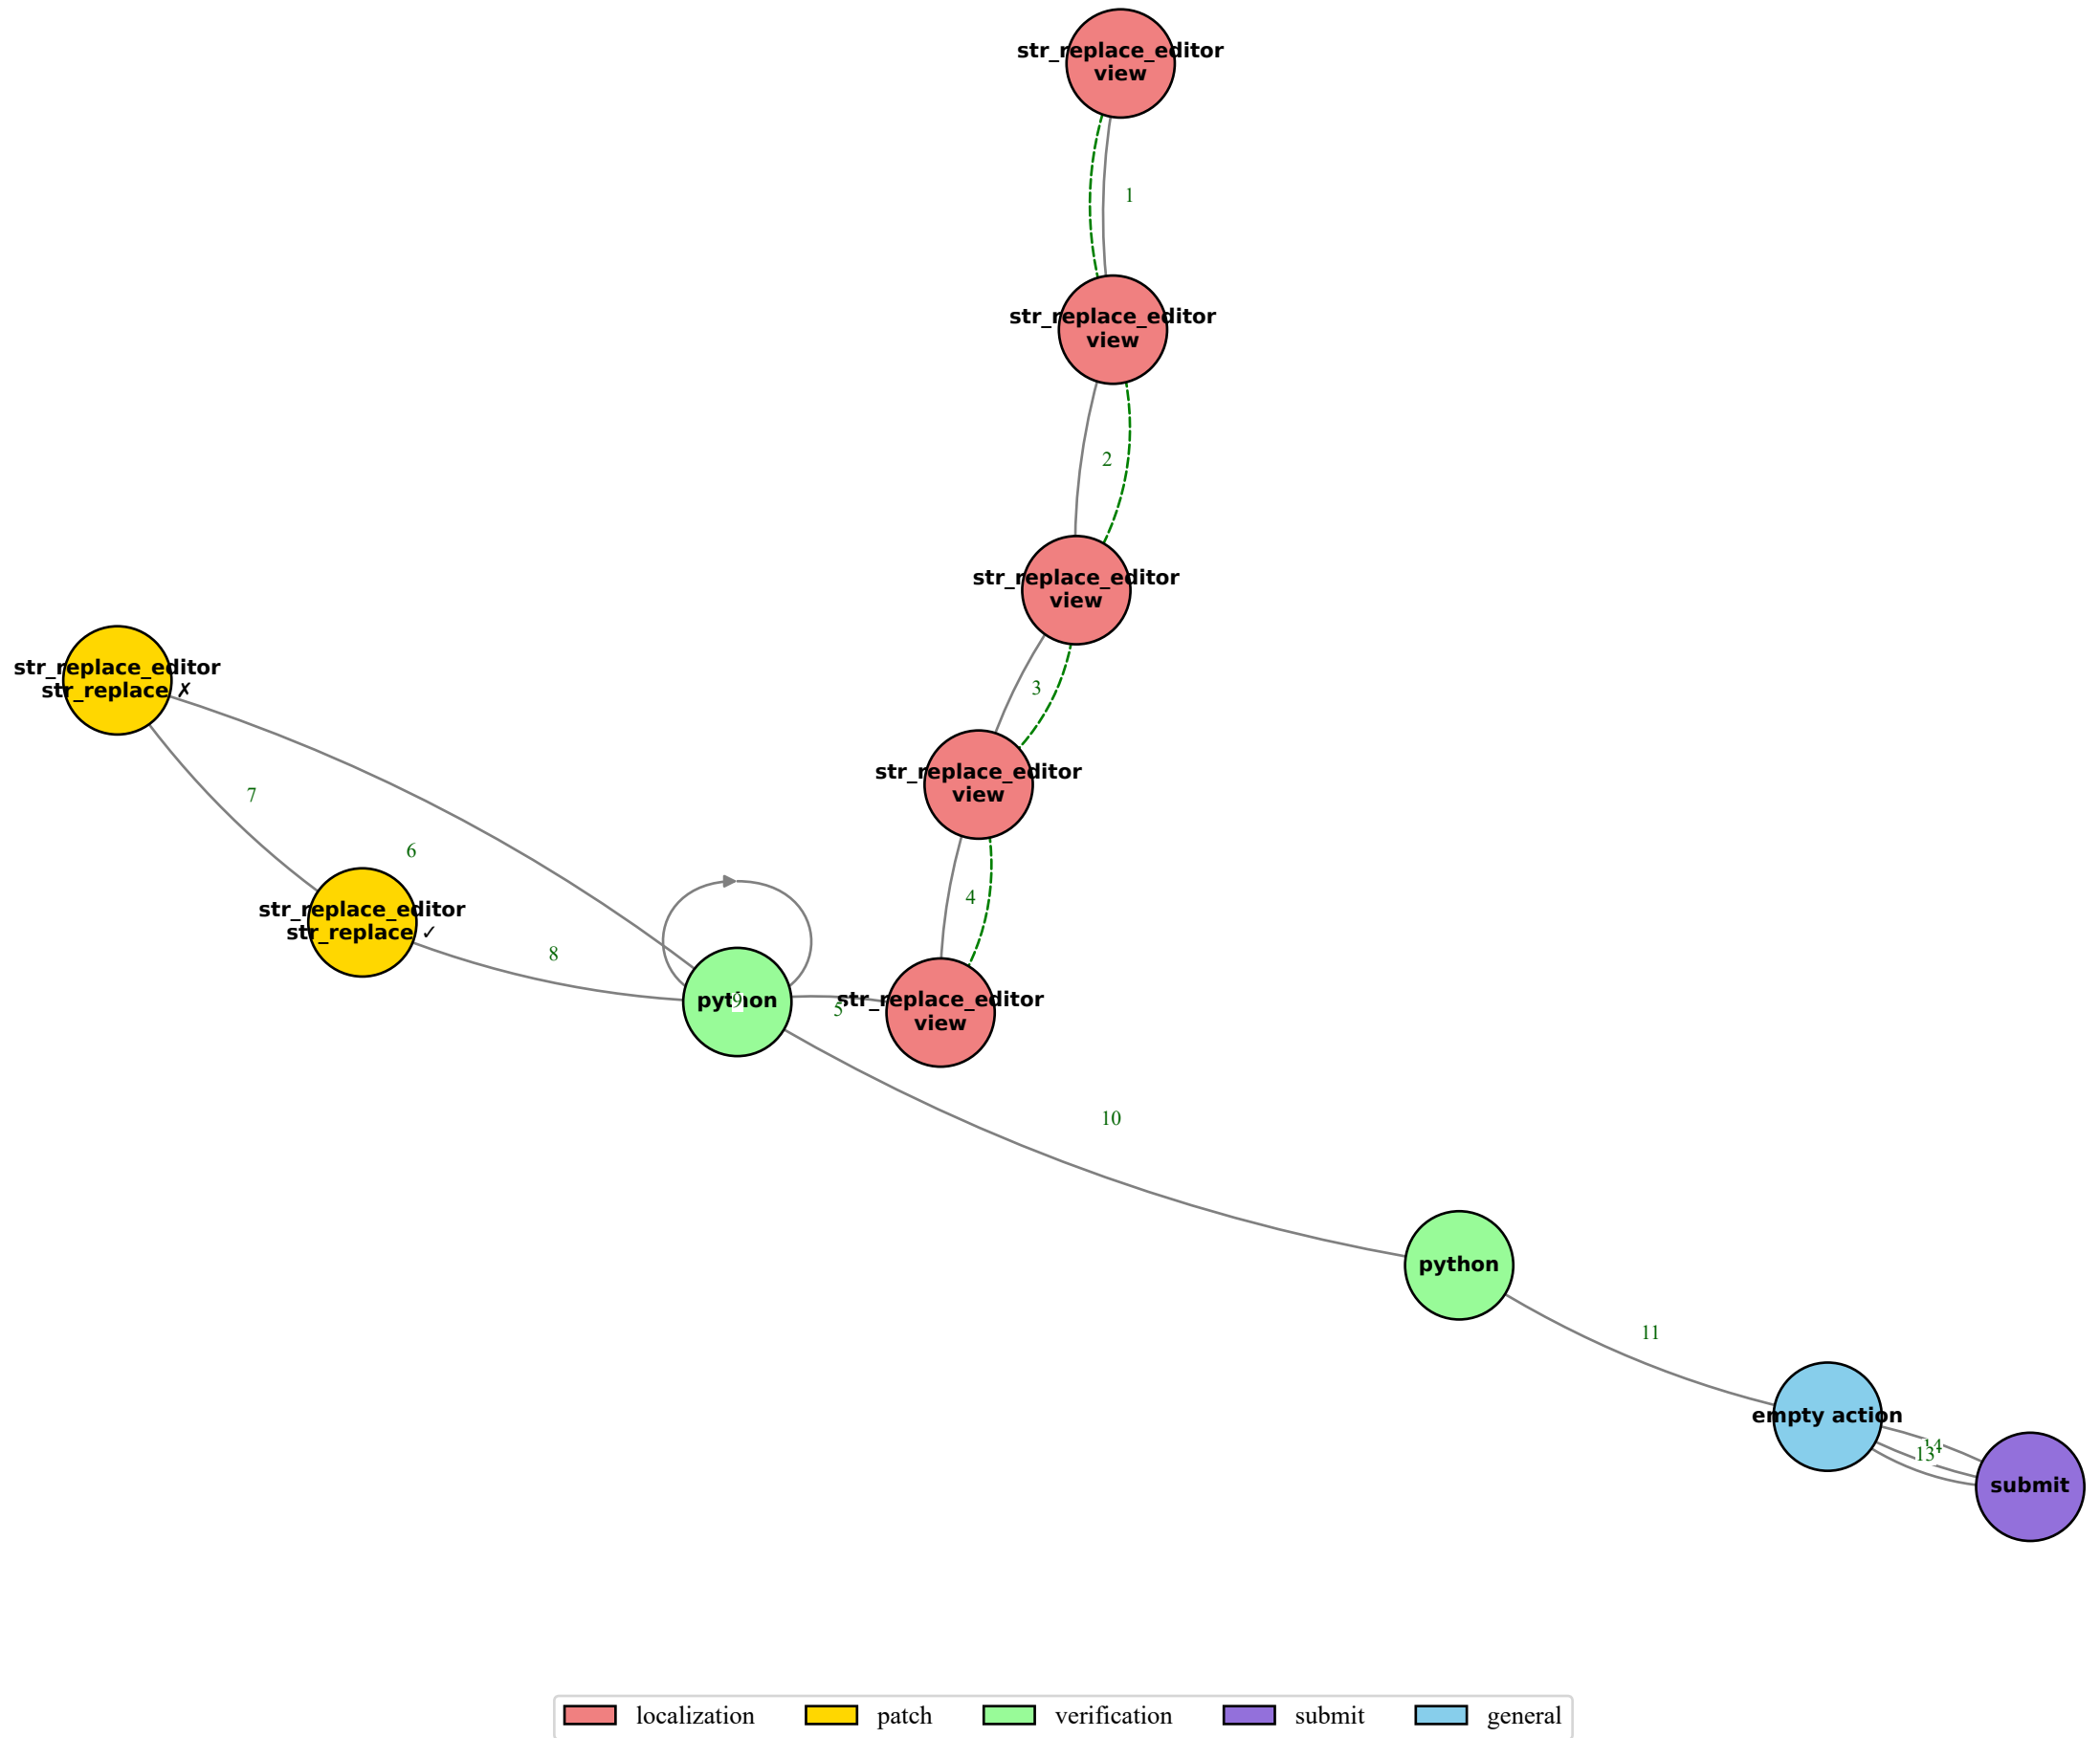 str_replace_editor
view
1
str_replace_editor
view
2
str_replace_editor
view
3
str_replace_editor
str_replace ✗
7
6
str_replace_editor
view
4
str_replace_editor
str_replace ✓
8
python
9
5
str_replace_editor
view
10
python
11
empty action
14
13
submit
localization
patch
verification
submit
general